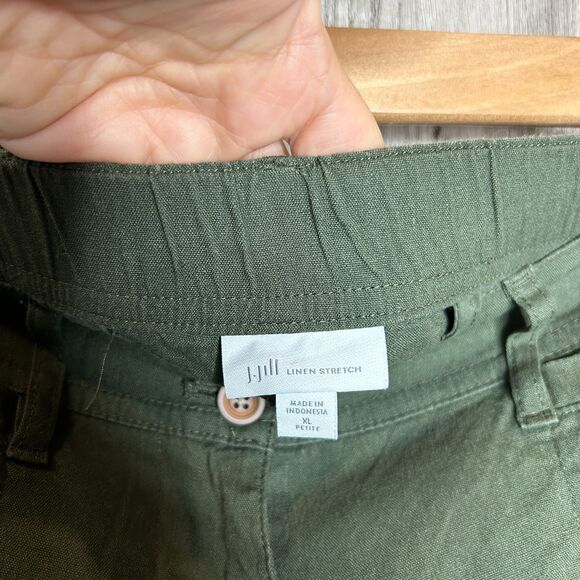 J.Jill LINEN STRETCH
MADE IN
INDONESIA
XL
PETITE